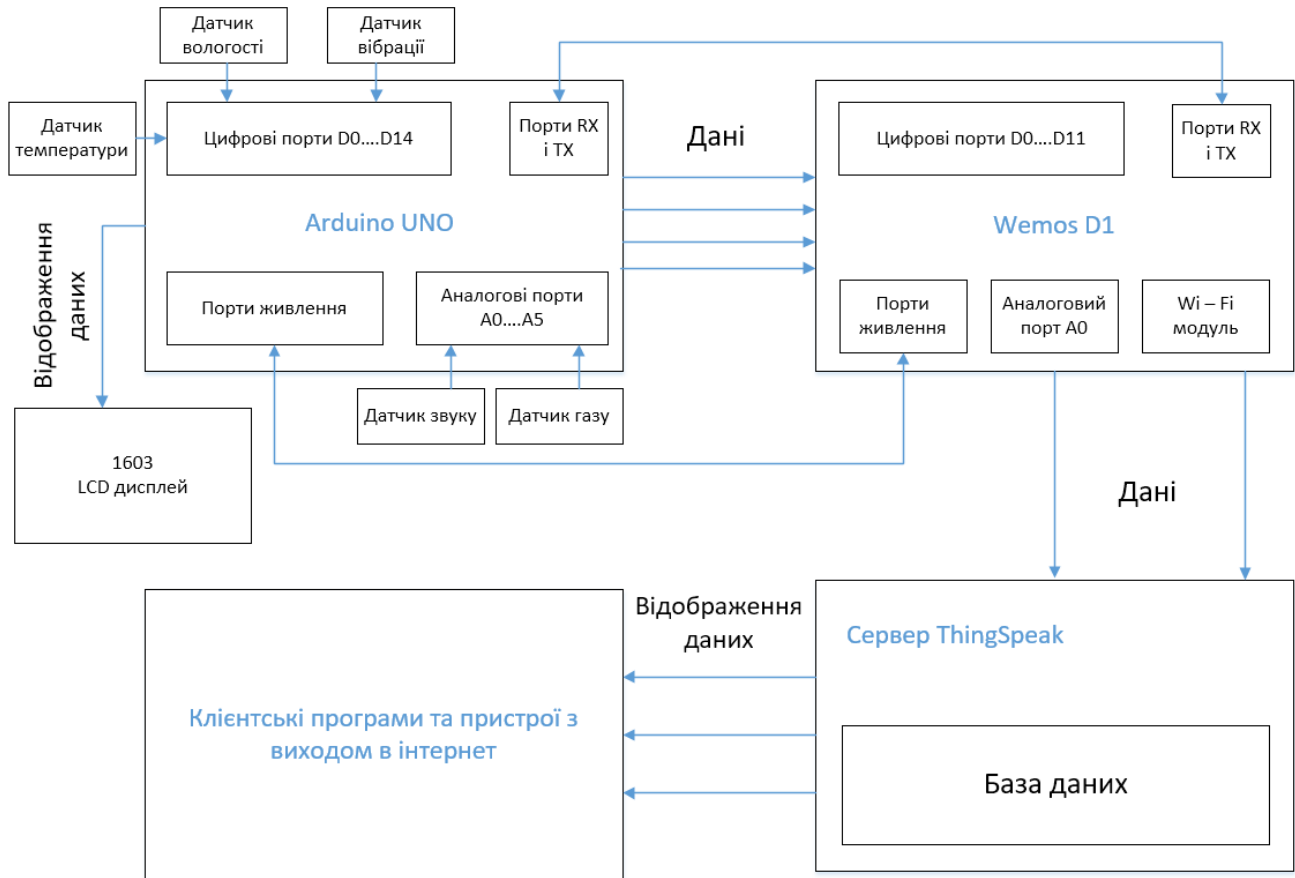 Датчик
вологості
Датчик
вібрації
Датчик
температури
Цифрові порти D0....D14
Порти RX
і TX
Дані
Цифрові порти D0....D11
Порти RX
і TX
Arduino UNO
Wemos D1
Відображення
даних
Порти живлення
Аналогові порти
A0....A5
Порти
живлення
Аналоговий
порт A0
Wi – Fi
модуль
Датчик звуку
Датчик газу
1603
LCD дисплей
Дані
Відображення
даних
Сервер ThingSpeak
Клієнтські програми та пристрої з
виходом в інтернет
База даних